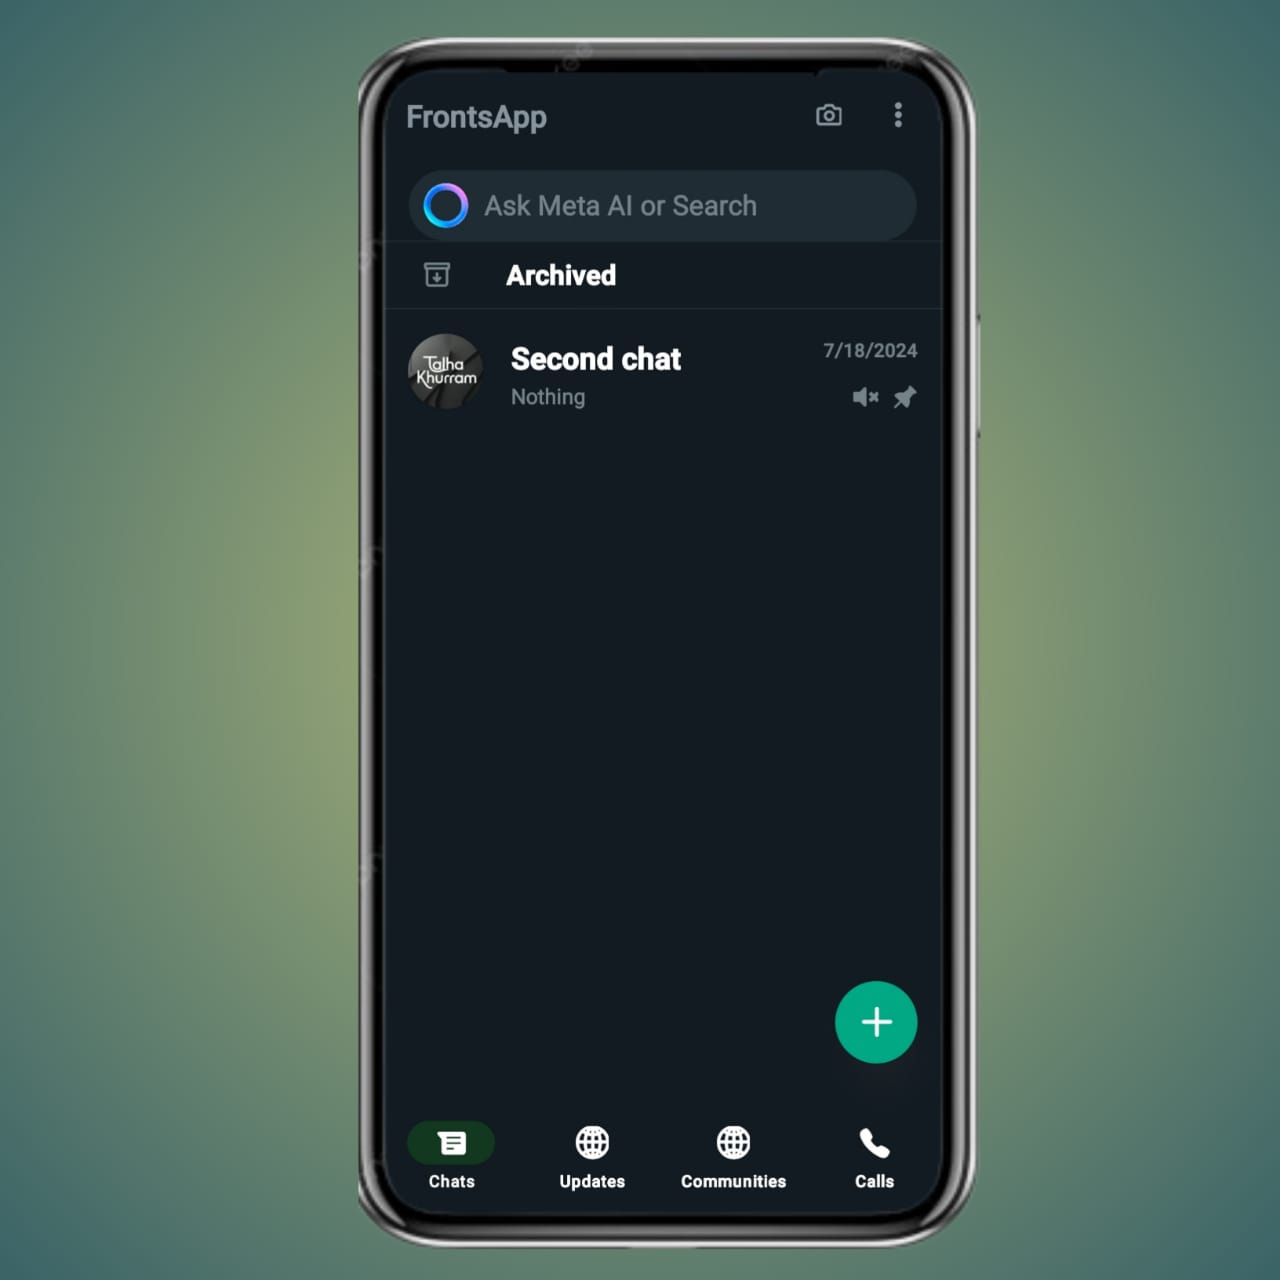 FrontsApp
Ask Meta AI or Search
Archived
Talha
Khurram
Second chat
7/18/2024
Nothing
Chats
Updates
Communities
Calls